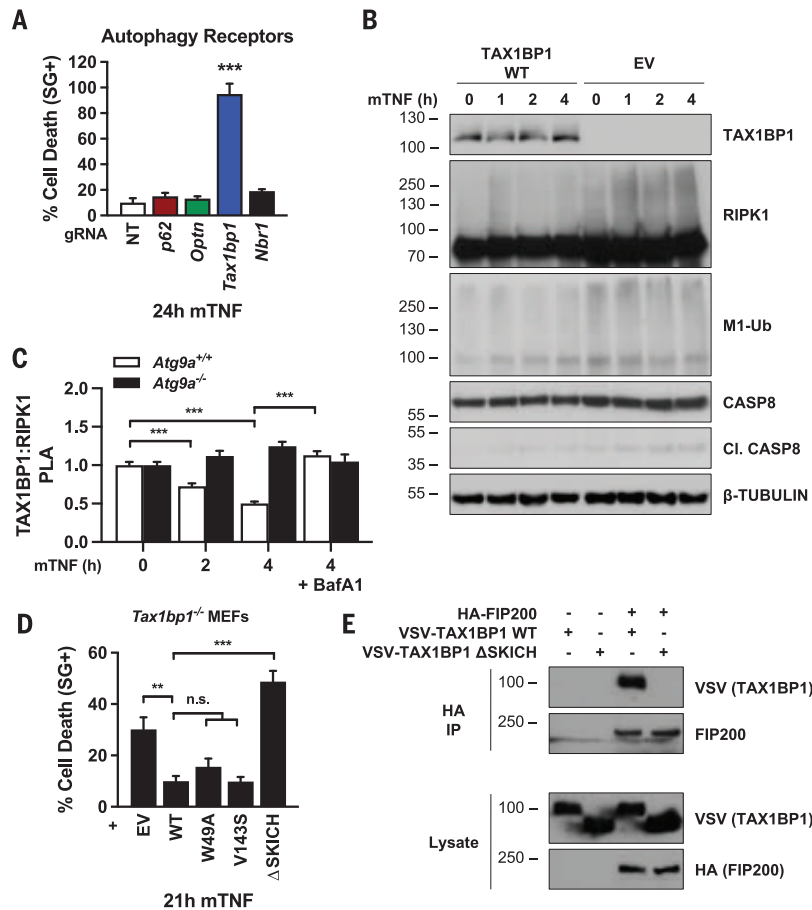 A
Autophagy Receptors
% Cell Death (SG+)
120
100
80
60
40
20
0
***
gRNA
NT
p62
Optn
Tax1bp1
Nbr1
24h mTNF
B
TAX1BP1 WT
EV
mTNF (h) 0 1 2 4 0 1 2 4
130
100
TAX1BP1
250
130
100
70
RIPK1
250
130
100
M1-Ub
55
CASP8
55
35
Cl. CASP8
55
β-TUBULIN
C
Atg9a+/+
Atg9a-/-
TAX1BP1:RIPK1 PLA
2.0
1.5
1.0
0.5
0.0
***
***
***
mTNF (h) 0 2 4 4
+ BafA1
D
Tax1bp1-/- MEFs
% Cell Death (SG+)
60
40
20
0
***
**
n.s.
+
EV
WT
W49A
V143S
ΔSKICH
21h mTNF
E
HA-FIP200 - - + +
VSV-TAX1BP1 WT + - + -
VSV-TAX1BP1 ΔSKICH - + - +
HA IP
100
VSV (TAX1BP1)
250
FIP200
Lysate
100
VSV (TAX1BP1)
250
HA (FIP200)